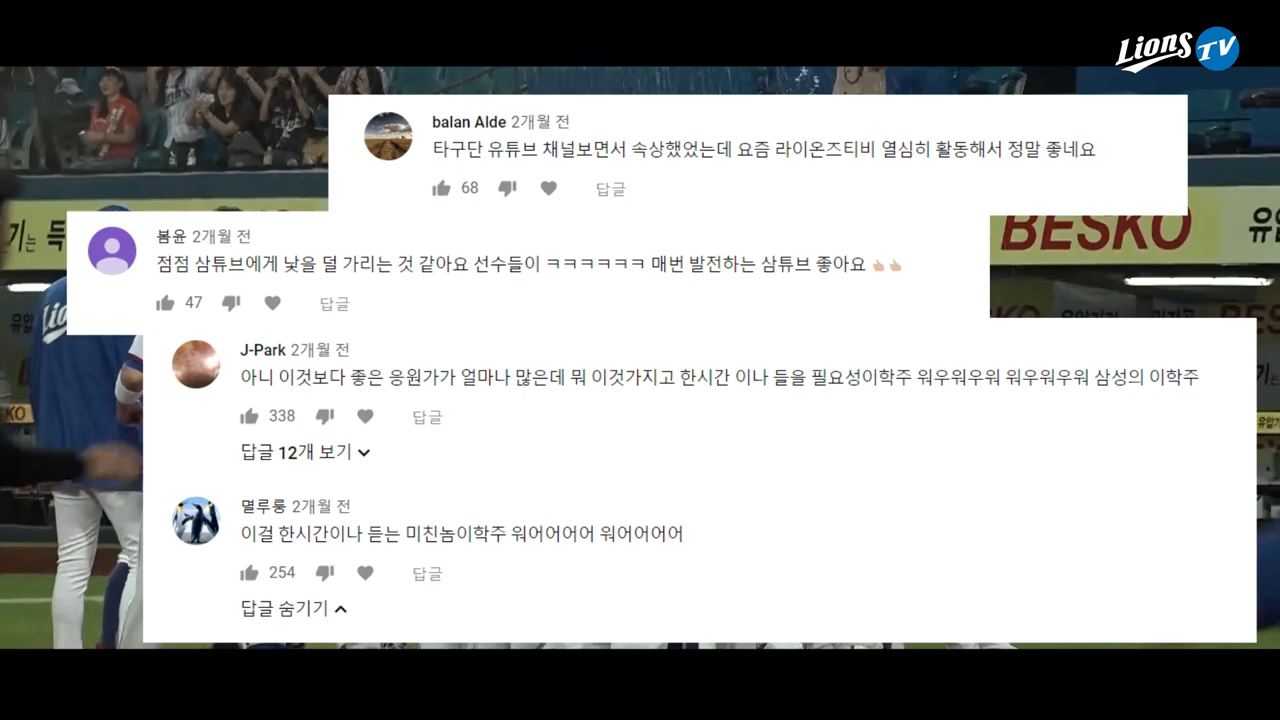 Lions TV
balan Alde 2개월 전
타구단 유튜브 채널보면서 속상했었는데 요즘 라이온즈티비 열심히 활동해서 정말 좋네요
68 답글
봄윤 2개월 전
점점 삼튜브에게 낯을 덜 가리는 것 같아요 선수들이 ㅋㅋㅋㅋㅋㅋ 매번 발전하는 삼튜브 좋아요 👍🏻👍🏻
47 답글
J-Park 2개월 전
아니 이것보다 좋은 응원가가 얼마나 많은데 뭐 이것가지고 한시간 이나 들을 필요성이학주 워우워우워 워우워우워 삼성의 이학주
338 답글
답글 12개 보기
멸루룽 2개월 전
이걸 한시간이나 듣는 미친놈이학주 워어어어어 워어어어어
254 답글
답글 숨기기
BESKO
유압
기는 득
BESKO